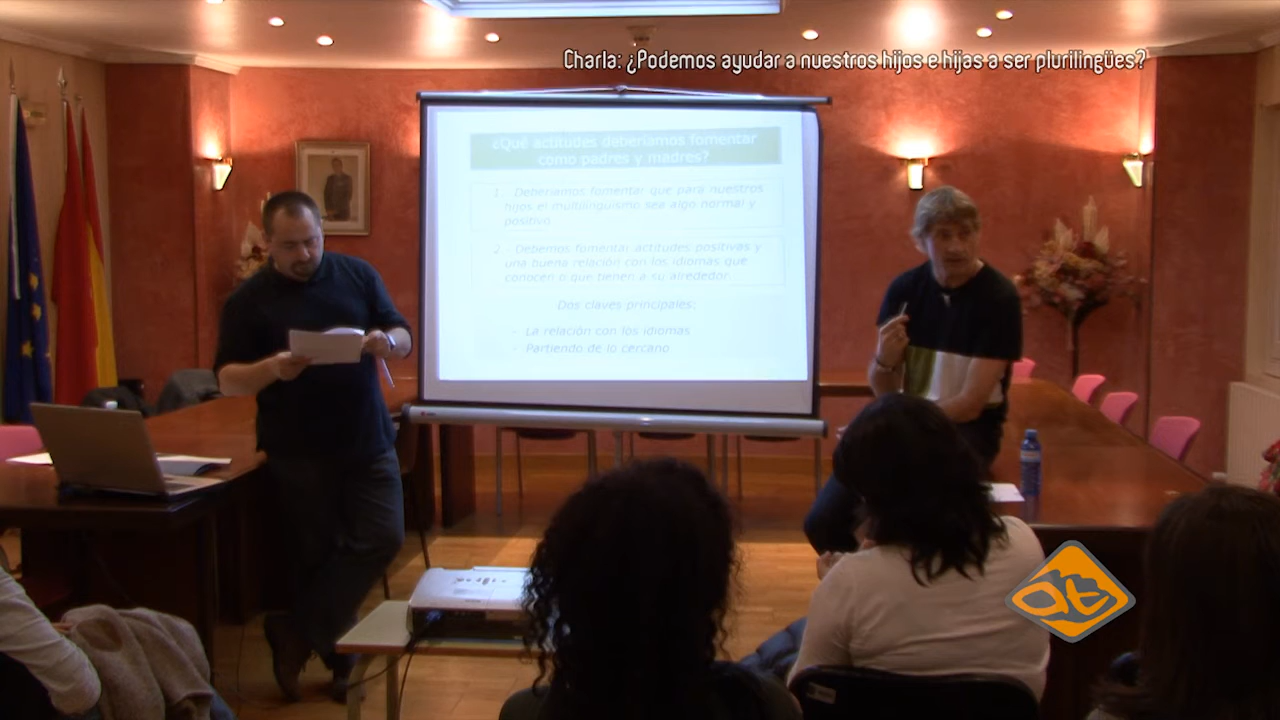 Charla: ¿Podemos ayudar a nuestros hijos e hijas a ser plurilingües?
¿Qué actitudes deberíamos fomentar
como padres y madres?
1.- Deberíamos fomentar que para nuestros
hijos el multilingüismo sea algo normal y
positivo.
2.- Debemos fomentar actitudes positivas y
una buena relación con los idiomas que
conocen o que tienen a su alrededor.
Dos claves principales:
- La relación con los idiomas
- Partiendo de lo cercano